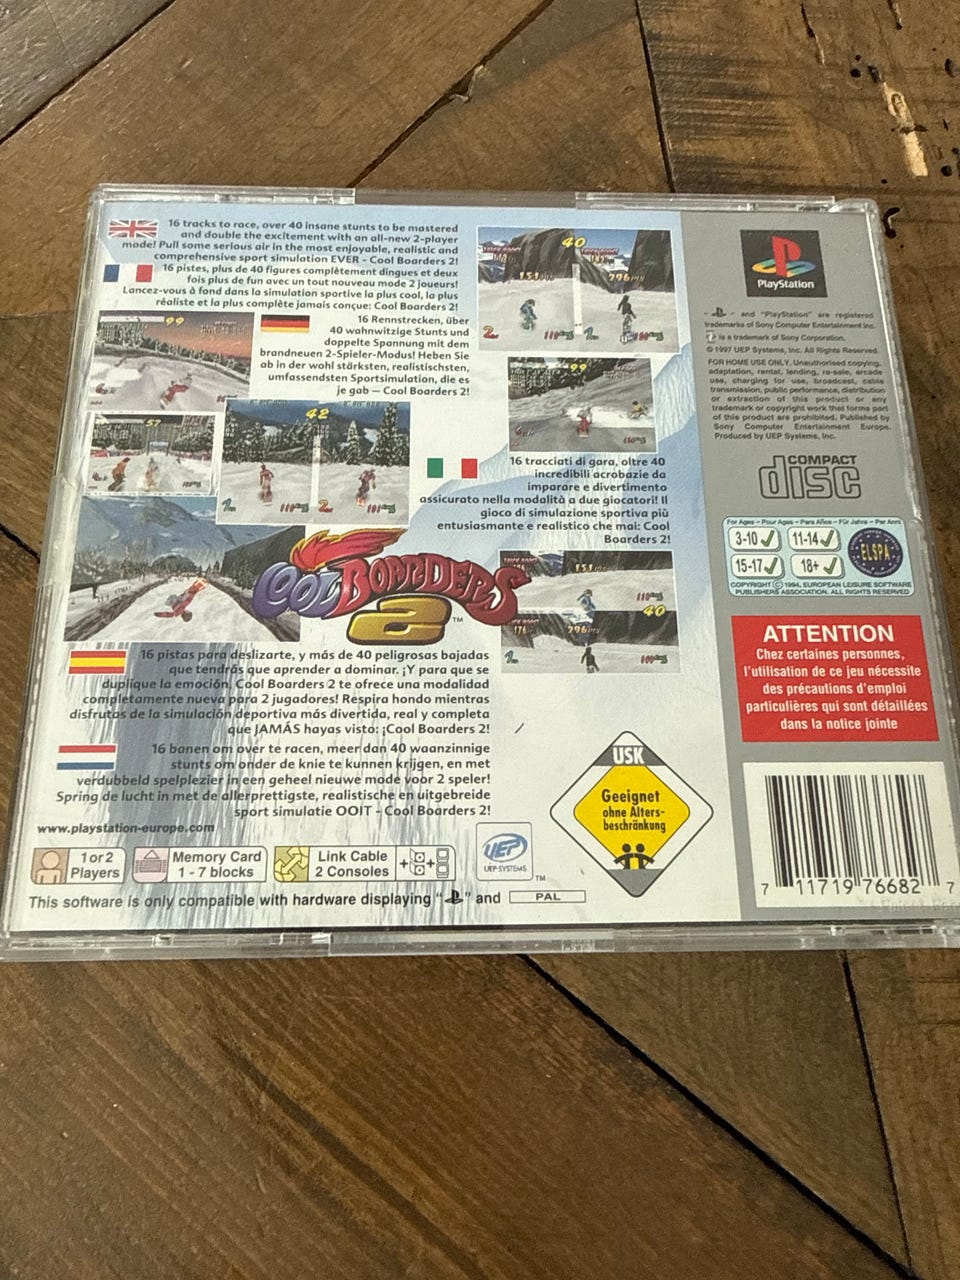 16 tracks to race, over 40 insane stunts to be mastered
and double the excitement with an all-new 2-player
mode! Pull some serious air in the most enjoyable, realistic and
comprehensive sport simulation EVER - Cool Boarders 2!
16 pistes, plus de 40 figures complètement dingues et deux
fois plus de fun avec un tout nouveau mode 2 joueurs!
Lancez-vous à fond dans la simulation sportive la plus cool, la plus
réaliste et la plus complète jamais conçue: Cool Boarders 2!
16 Rennstrecken, über
40 wahnwitzige Stunts und
doppelte Spannung mit dem
brandneuen 2-Spieler-Modus! Heben Sie
ab in der wohl stärksten, realistischsten,
umfassendsten Sportsimulation, die es
je gab — Cool Boarders 2!
16 tracciati di gara, oltre 40
incredibili acrobazie da
imparare e divertimento
assicurato nella modalità a due giocatori! Il
gioco di simulazione sportiva più
entusiasmante e realistico che mai: Cool
Boarders 2!
COOL BOARDERS
2™
16 pistas para deslizarte, y más de 40 peligrosas bajadas
que tendrás que aprender a dominar. ¡Y para que se
duplique la emoción, Cool Boarders 2 te ofrece una modalidad
completamente nueva para 2 jugadores! Respira hondo mientras
disfrutas de la simulación deportiva más divertida, real y completa
que JAMÁS hayas visto: ¡Cool Boarders 2!
16 banen om over te racen, meer dan 40 waanzinnige
stunts om onder de knie te kunnen krijgen, en met
verdubbeld spelplezier in een geheel nieuwe mode voor 2 speler!
Spring de lucht in met de allerprettigste, realistische en uitgebreide
sport simulatie OOIT - Cool Boarders 2!
www.playstation-europe.com
1 or 2
Players
Memory Card
1 - 7 blocks
Link Cable
2 Consoles
UEP
UEP-SYSTEMS
TM
This software is only compatible with hardware displaying " " and PAL
40
99
42
57
99
40
USK
Geeignet
ohne Alters-
beschränkung
PlayStation
" " and "PlayStation" are registered
trademarks of Sony Computer Entertainment Inc.
is a trademark of Sony Corporation.
© 1997 UEP Systems, Inc. All Rights Reserved.
FOR HOME USE ONLY. Unauthorised copying,
adaptation, rental, lending, re-sale, arcade
use, charging for use, broadcast, cable
transmission, public performance, distribution
or extraction of this product or any
trademark or copyright work that forms part
of this product are prohibited. Published by
Sony Computer Entertainment Europe.
Produced by UEP Systems, Inc.
COMPACT
disc
For Ages - Pour Ages - Para Años - Für Jahre - Per Anni
3-10 11-14
15-17 18+
ELSPA
COPYRIGHT © 1994, EUROPEAN LEISURE SOFTWARE
PUBLISHERS ASSOCIATION. ALL RIGHTS RESERVED
ATTENTION
Chez certaines personnes,
l'utilisation de ce jeu nécessite
des précautions d'emploi
particulières qui sont détaillées
dans la notice jointe
7 11719 76682 7